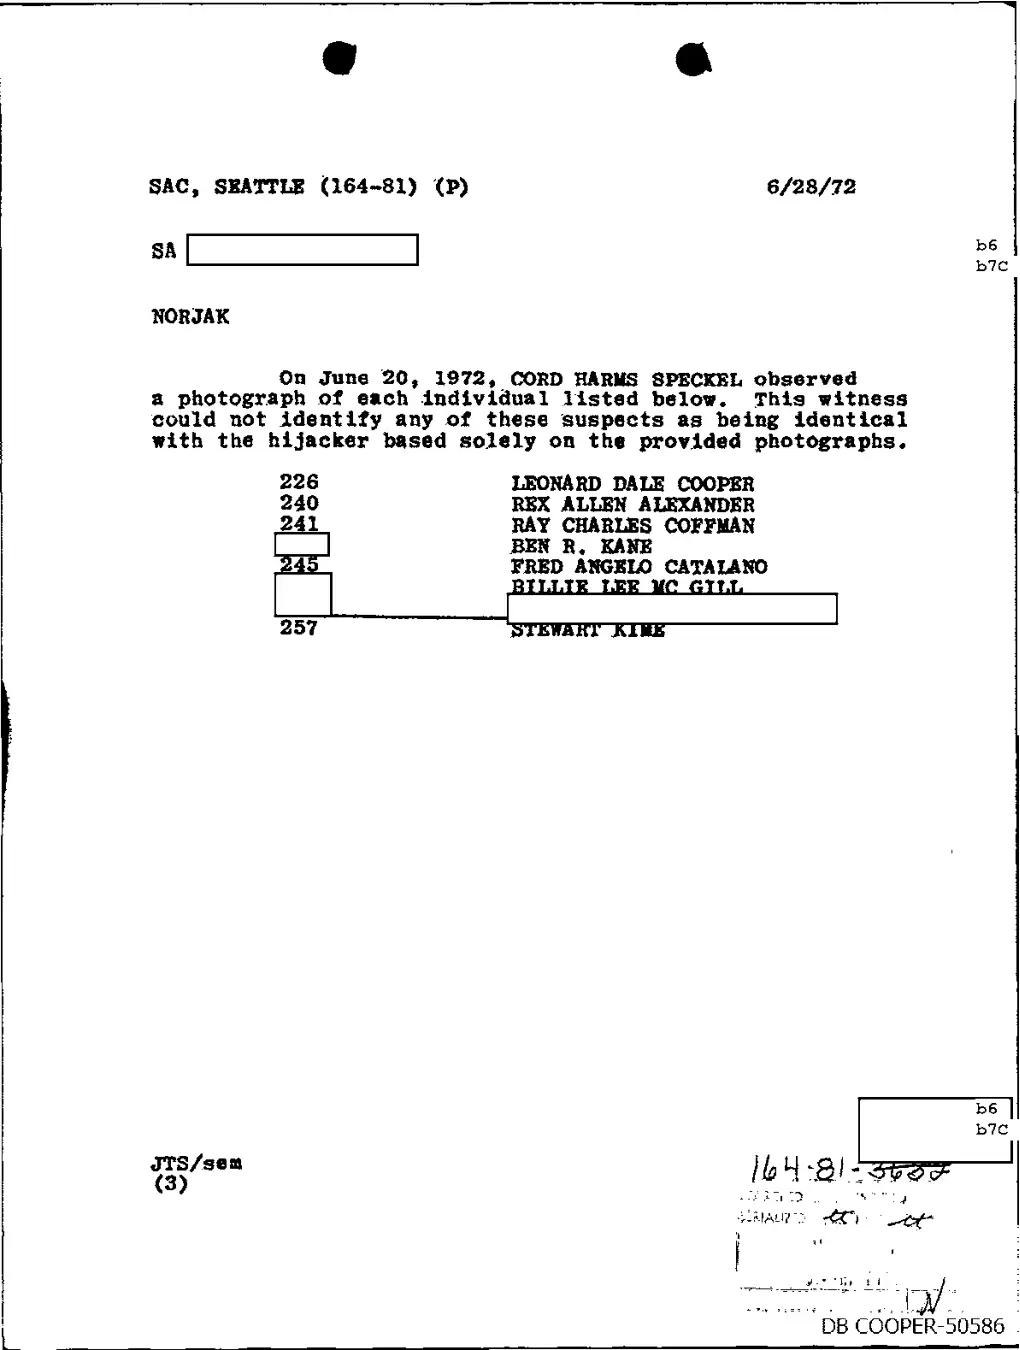 SAC, SEATTLE (164-81) (P) 6/28/72
SA
b6
b7C
NORJAK
On June 20, 1972, CORD HARMS SPECKEL observed
a photograph of each individual listed below. This witness
could not identify any of these suspects as being identical
with the hijacker based solely on the provided photographs.
226 LEONARD DALE COOPER
240 REX ALLEN ALEXANDER
241 RAY CHARLES COFFMAN
BEN R. KANE
245 FRED ANGELO CATALANO
BILLIE LEE MC GILL
257 STEWART KIME
b6
b7C
JTS/sem
(3)
164-81-
DB COOPER-50586